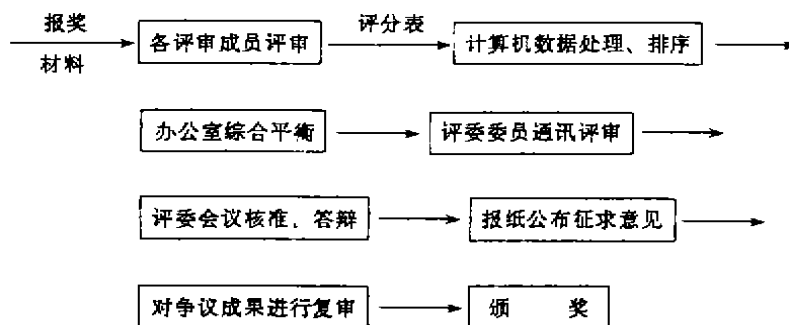 报奖
材料
各评审成员评审
评分表
计算机数据处理、排序
办公室综合平衡
评委委员通讯评审
评委会议核准、答辩
报纸公布征求意见
对争议成果进行复审
颁 奖